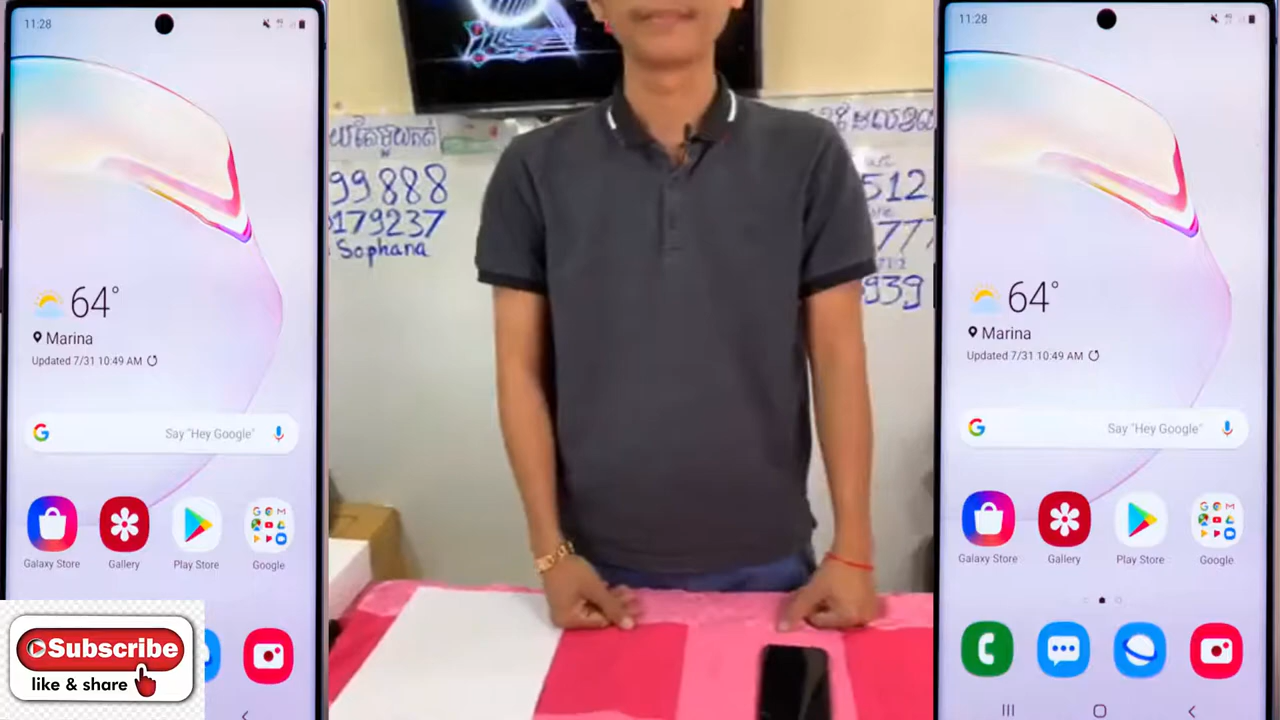 11:28
64°
Marina
Updated 7/31 10:49 AM
Say "Hey Google"
Galaxy Store
Gallery
Play Store
Google
Subscribe
like & share
99888
179237
Sophana
512
777
939
11:28
64°
Marina
Updated 7/31 10:49 AM
Say "Hey Google"
Galaxy Store
Gallery
Play Store
Google